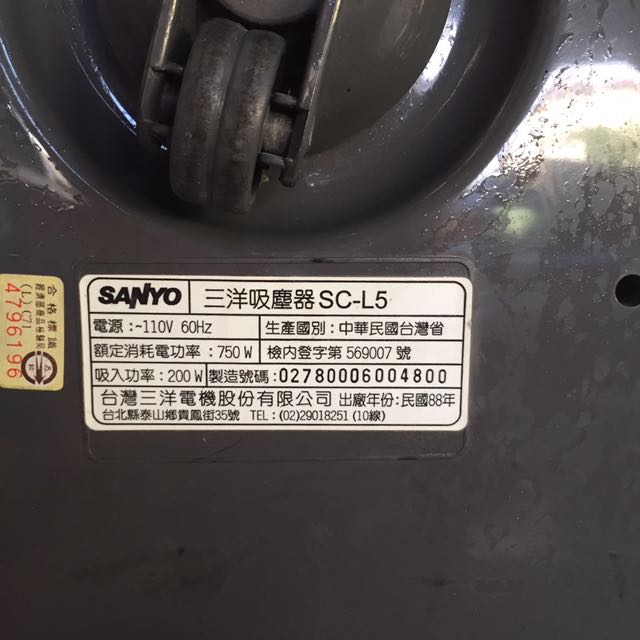 SANYO 三洋吸塵器 SC-L5
電源：~110V 60Hz 生產國別：中華民國台灣省
額定消耗電功率：750 W 檢內登字第 569007 號
吸入功率：200 W 製造號碼：02780006004800
台灣三洋電機股份有限公司 出廠年份：民國88年
台北縣泰山鄉貴鳳街35號 TEL：(02)29018251 (10線)
合格標識
(L)(C7)
4796196